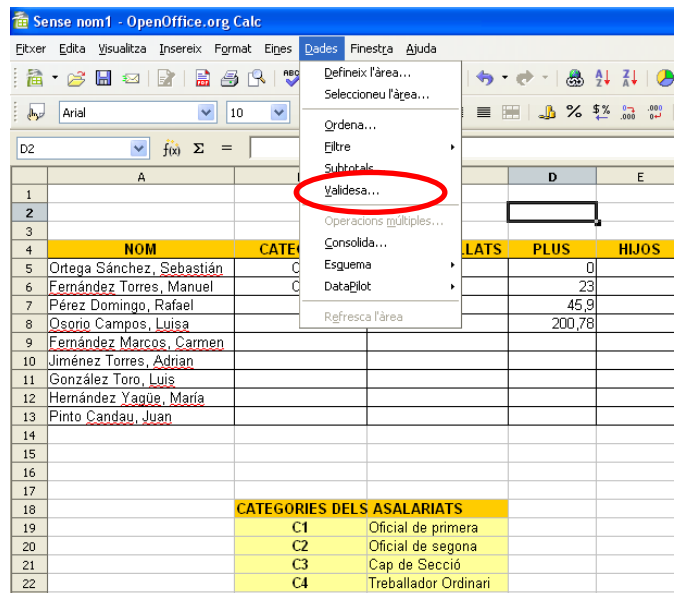 Sense nom1 - OpenOffice.org Calc
Fitxer Edita Visualitza Insereix Format Eines Dades Finestra Ajuda
Defineix l'àrea...
Seleccioneu l'àrea...
Arial 10
D2 f(x) Σ =
Ordena...
Filtre
Subtotals...
Validesa...
Operacions múltiples...
Consolida...
Esquema
DataPilot
Refresca l'àrea
A D E
1
2
3
4 NOM CATEG LLATS PLUS HIJOS
5 Ortega Sánchez, Sebastián C 0
6 Fernández Torres, Manuel C 23
7 Pérez Domingo, Rafael 45,9
8 Osorio Campos, Luisa 200,78
9 Fernández Marcos, Carmen
10 Jiménez Torres, Adrian
11 González Toro, Luis
12 Hernández Yagüe, María
13 Pinto Candau, Juan
14
15
16
17
18 CATEGORIES DELS ASALARIATS
19 C1 Oficial de primera
20 C2 Oficial de segona
21 C3 Cap de Secció
22 C4 Treballador Ordinari